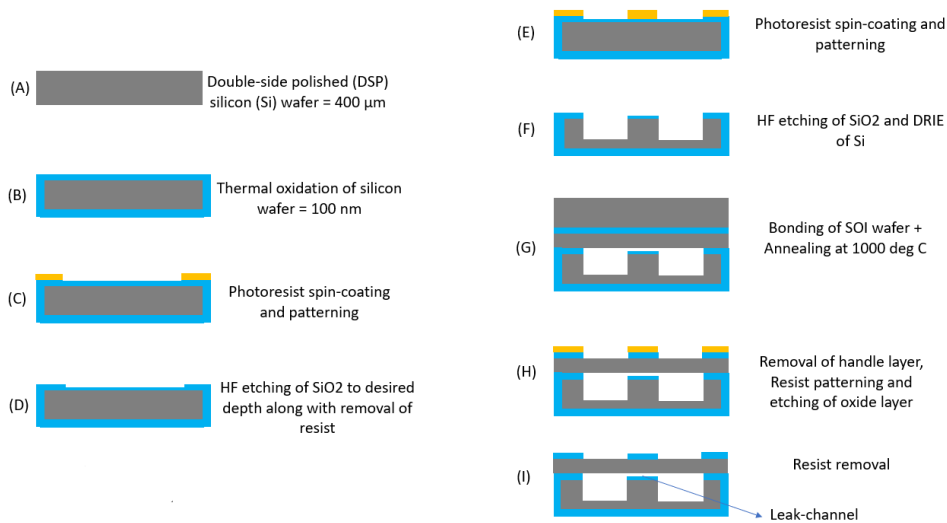 (A)
Double-side polished (DSP)
silicon (Si) wafer = 400 μm
(B)
Thermal oxidation of silicon
wafer = 100 nm
(C)
Photoresist spin-coating
and patterning
(D)
HF etching of SiO2 to desired
depth along with removal of
resist
(E)
Photoresist spin-coating and
patterning
(F)
HF etching of SiO2 and DRIE
of Si
(G)
Bonding of SOI wafer +
Annealing at 1000 deg C
(H)
Removal of handle layer,
Resist patterning and
etching of oxide layer
(I)
Resist removal
Leak-channel